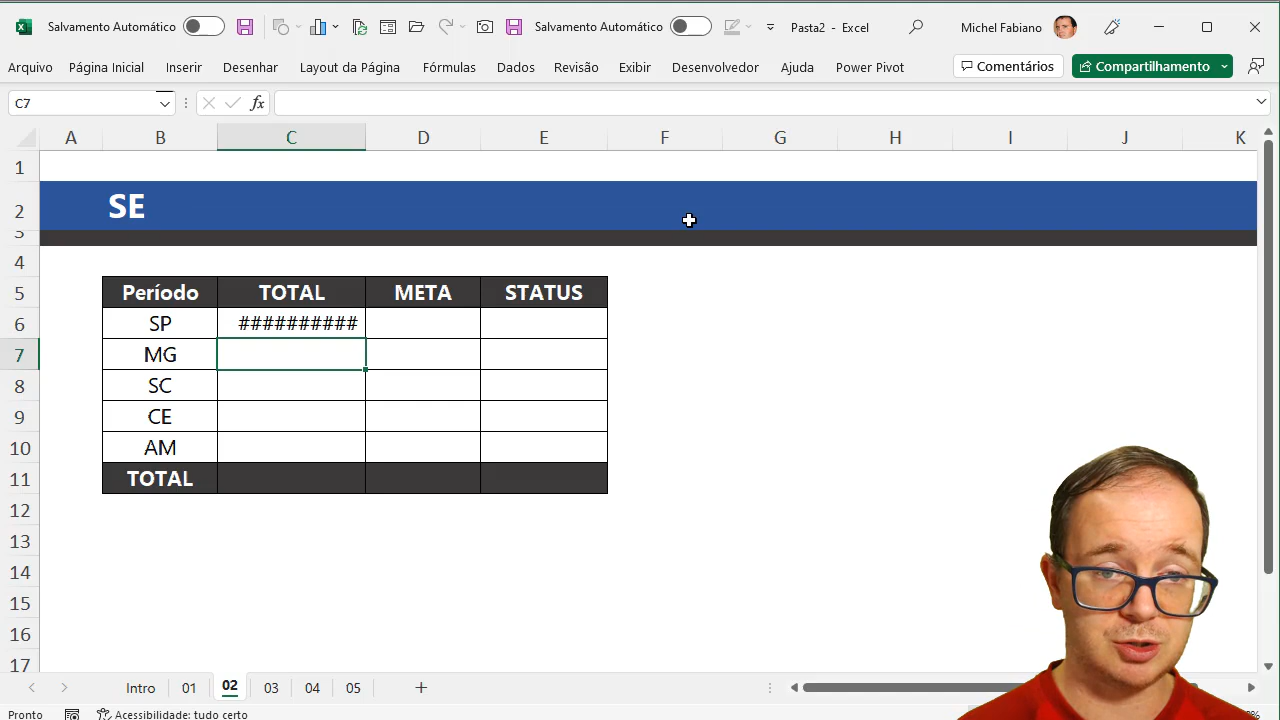 Salvamento Automático Salvamento Automático Pasta2 - Excel Michel Fabiano
Arquivo Página Inicial Inserir Desenhar Layout da Página Fórmulas Dados Revisão Exibir Desenvolvedor Ajuda Power Pivot Comentários Compartilhamento
C7 fx
A B C D E F G H I J K
1
2 SE
3
4
5 Período TOTAL META STATUS
6 SP ##########
7 MG
8 SC
9 CE
10 AM
11 TOTAL
12
13
14
15
16
17
Intro 01 02 03 04 05
Pronto Acessibilidade: tudo certo